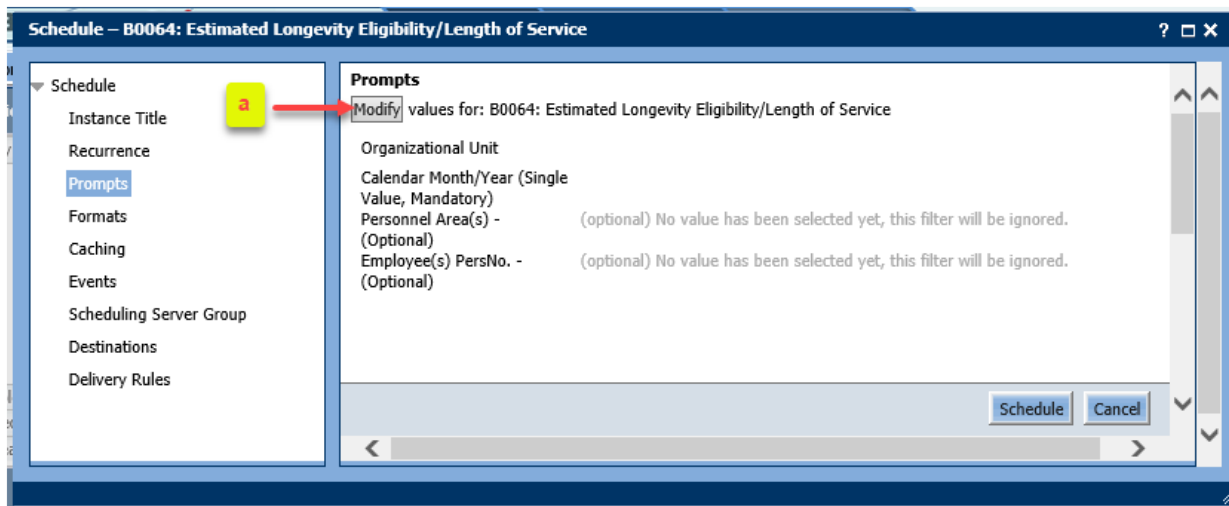 Schedule – B0064: Estimated Longevity Eligibility/Length of Service
?
Schedule
Instance Title
Recurrence
Prompts
Formats
Caching
Events
Scheduling Server Group
Destinations
Delivery Rules
a
Prompts
Modify values for: B0064: Estimated Longevity Eligibility/Length of Service
Organizational Unit
Calendar Month/Year (Single
Value, Mandatory)
Personnel Area(s) - (optional) No value has been selected yet, this filter will be ignored.
(Optional)
Employee(s) PersNo. - (optional) No value has been selected yet, this filter will be ignored.
(Optional)
Schedule Cancel